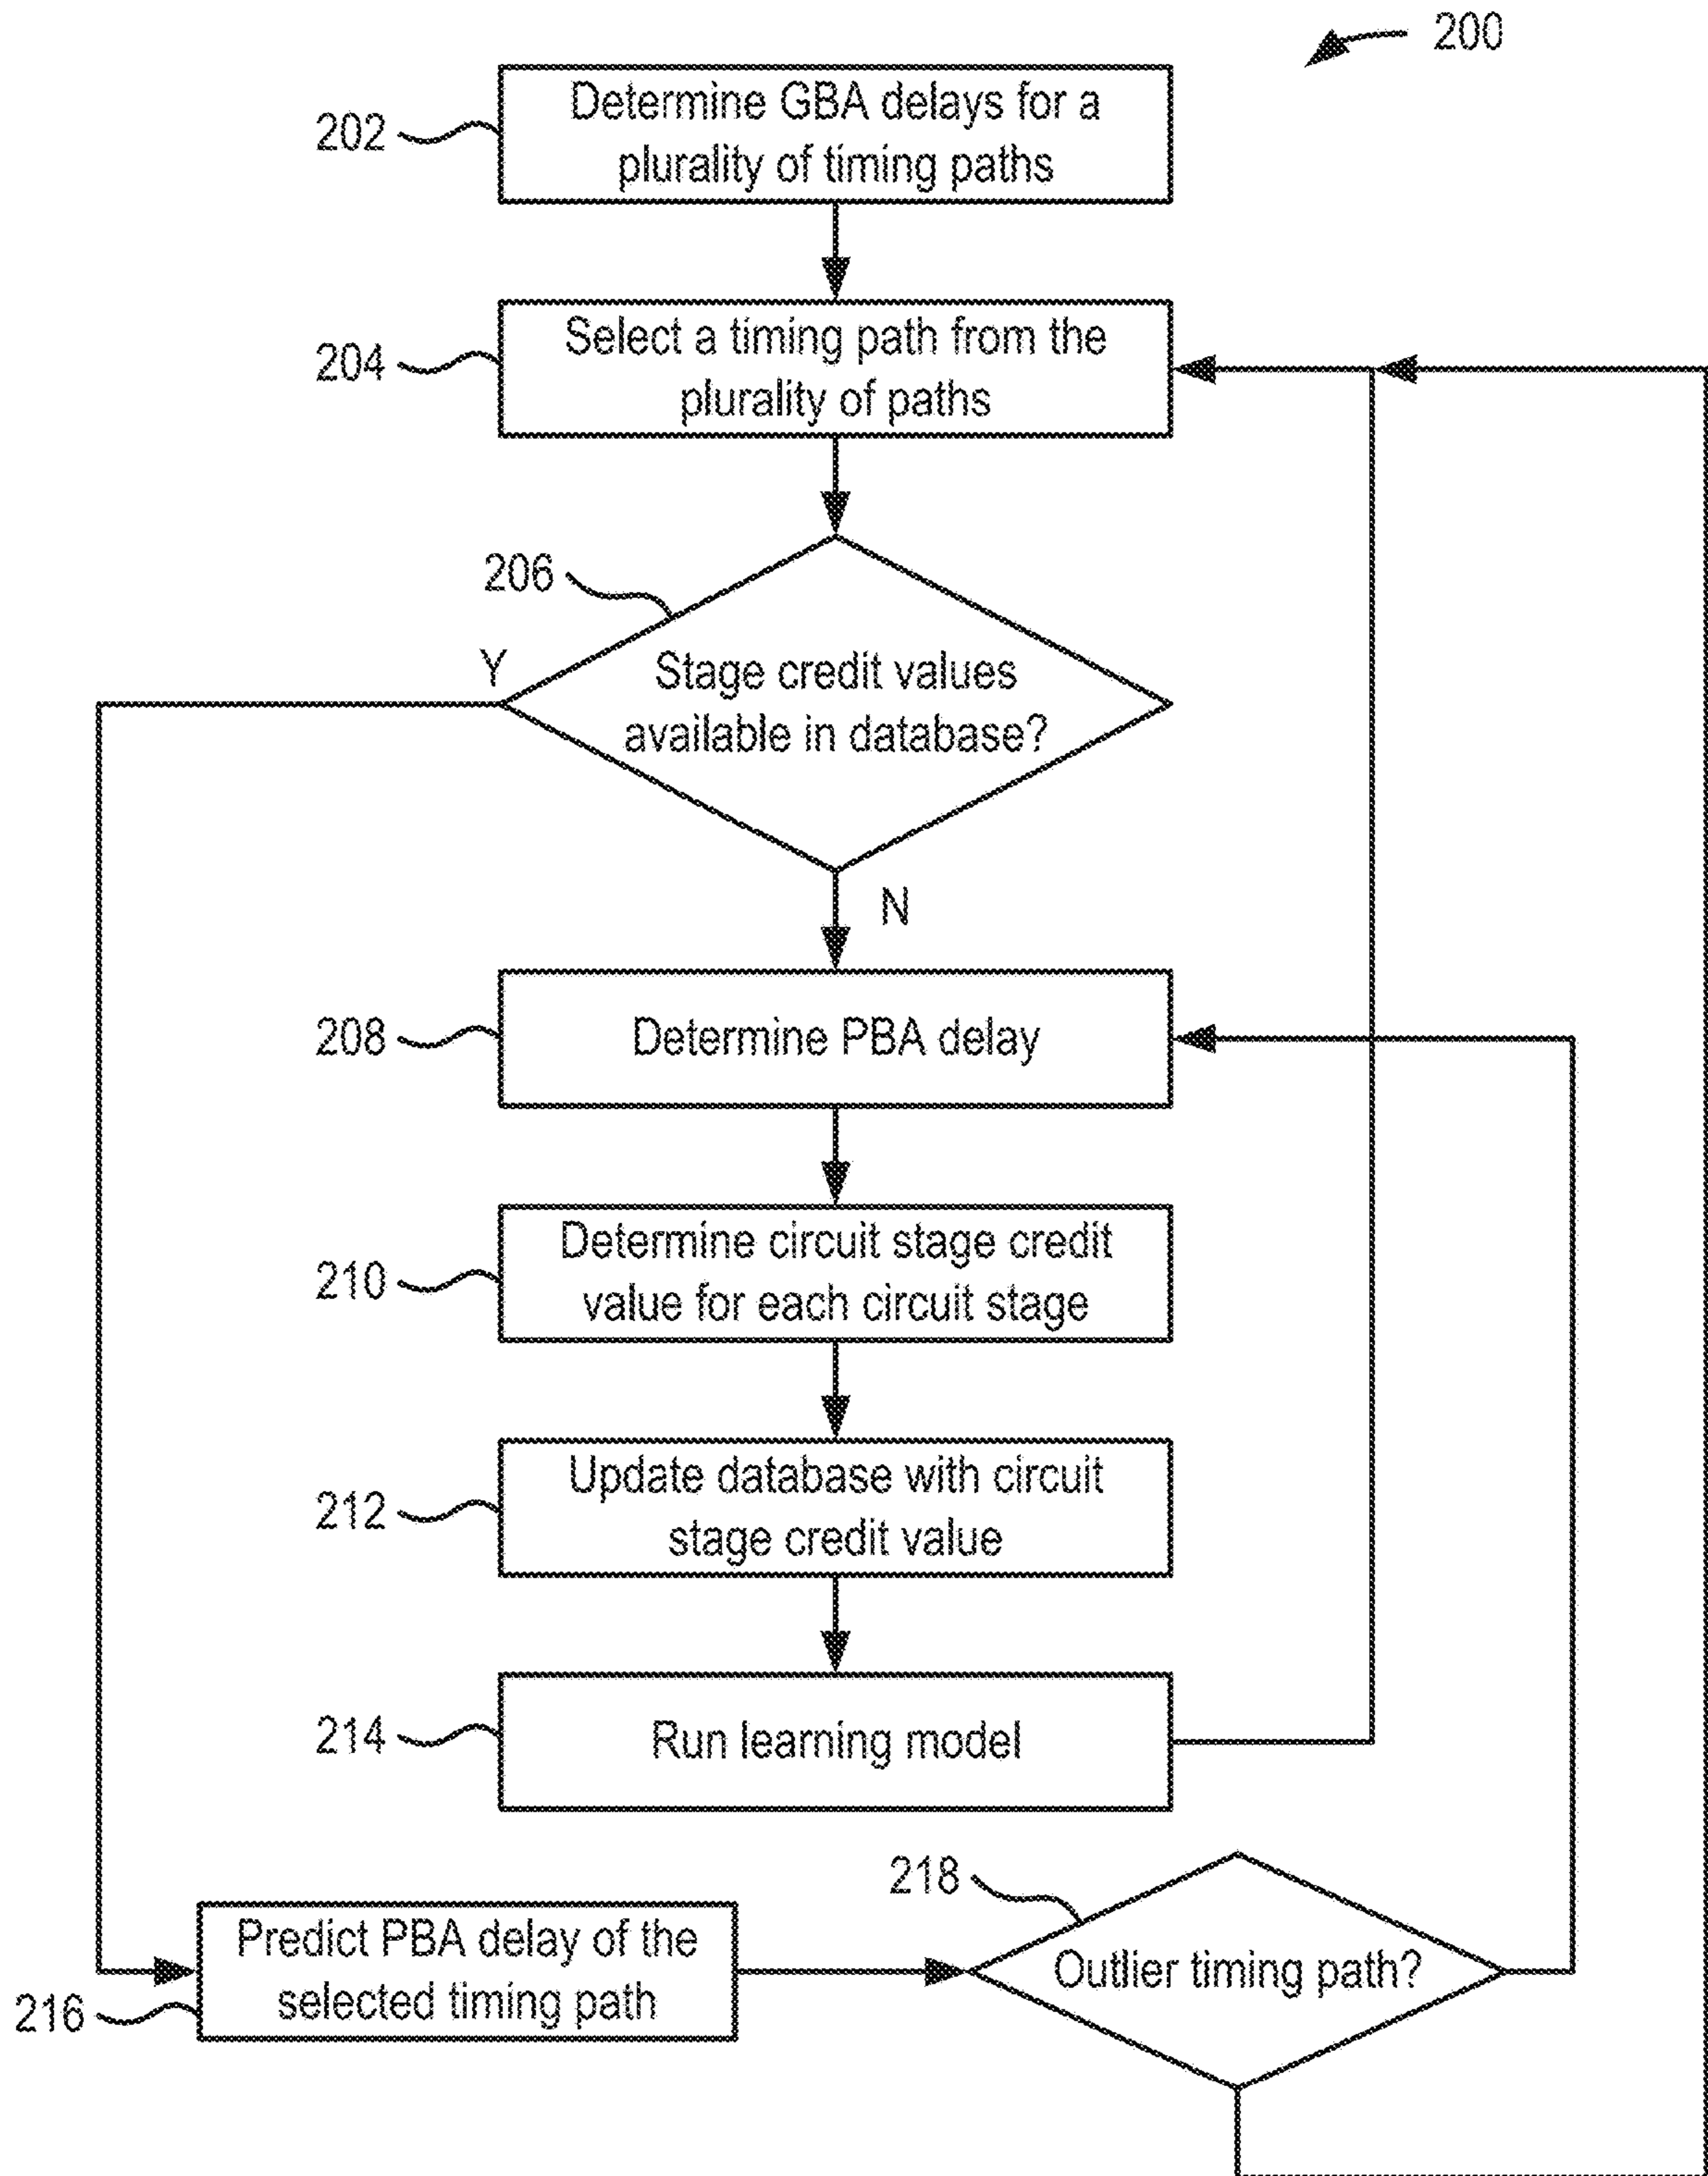 200
202
Determine GBA delays for a
plurality of timing paths
204
Select a timing path from the
plurality of paths
206
Y
Stage credit values
available in database?
N
208
Determine PBA delay
210
Determine circuit stage credit
value for each circuit stage
212
Update database with circuit
stage credit value
214
Run learning model
218
Predict PBA delay of the
selected timing path
216
Outlier timing path?